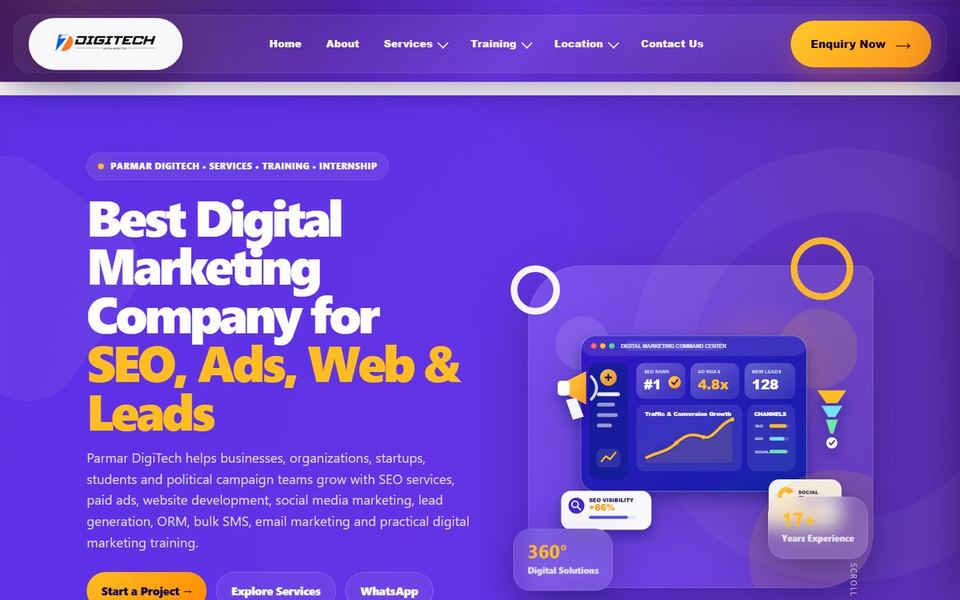 DIGITECH
Home
About
Services
Training
Location
Contact Us
Enquiry Now →
PARMAR DIGITECH • SERVICES • TRAINING • INTERNSHIP
Best Digital
Marketing
Company for
SEO, Ads, Web &
Leads
Parmar DigiTech helps businesses, organizations, startups,
students and political campaign teams grow with SEO services,
paid ads, website development, social media marketing, lead
generation, ORM, bulk SMS, email marketing and practical digital
marketing training.
Start a Project →
Explore Services
WhatsApp
DIGITAL MARKETING COMMAND CENTER
SEO RANK
#1
AD ROAS
4.8x
NEW LEADS
128
Traffic & Conversion Growth
CHANNELS
SEO
ADS
SOCIAL
SEO VISIBILITY
+86%
SOCIAL
17+
Years Experience
360°
Digital Solutions
SCROLL